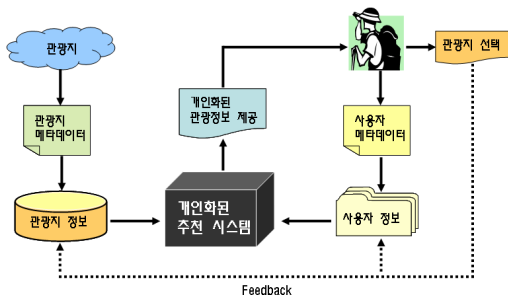 관광지
관광지 선택
개인화된
관광정보 제공
관광지
메타데이터
사용자
메타데이터
개인화된
추천 시스템
관광지 정보
사용자 정보
Feedback